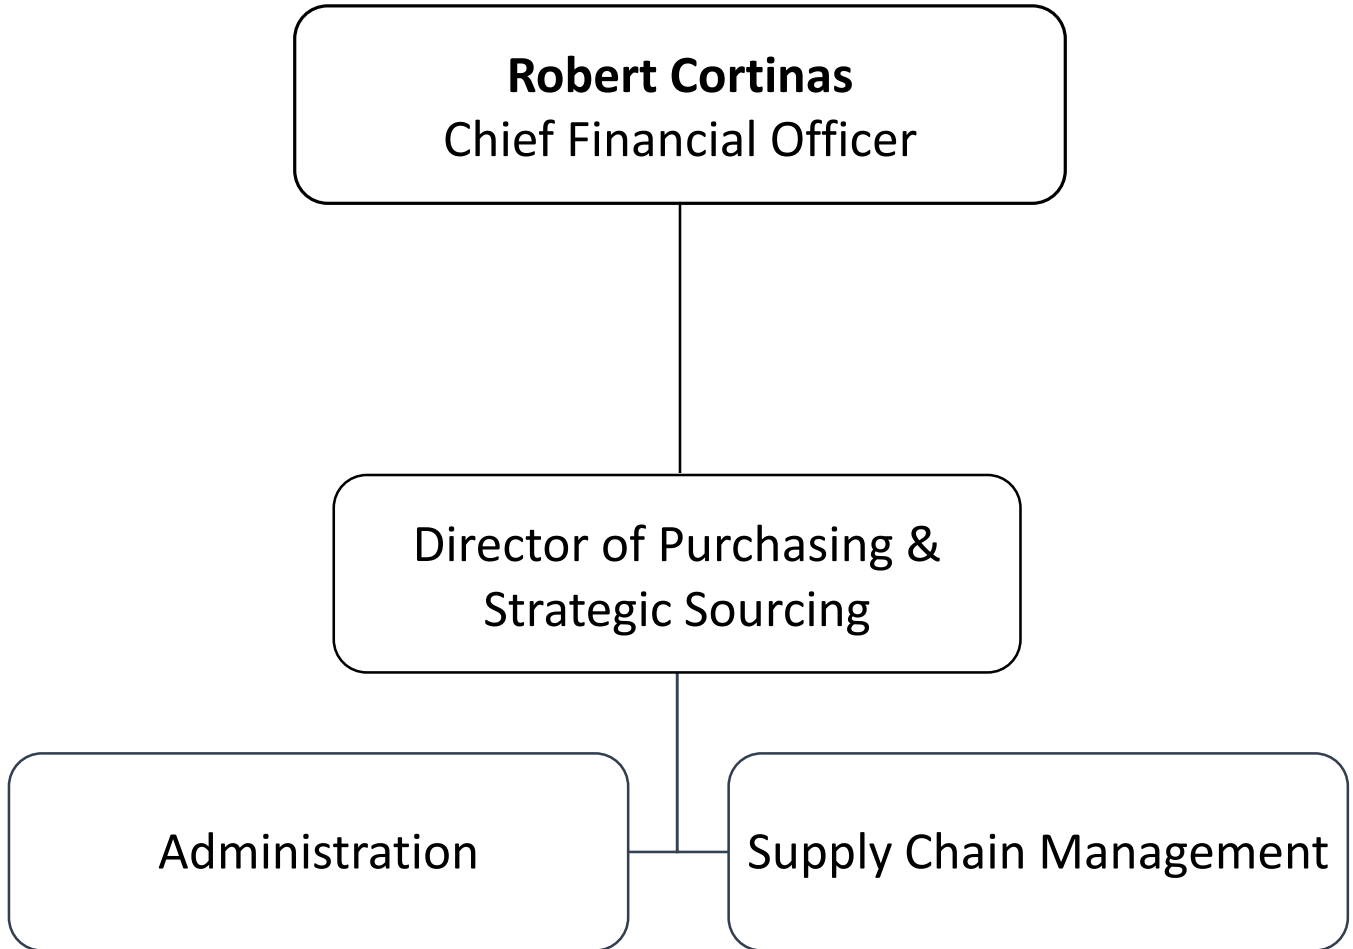 Robert Cortinas
Chief Financial Officer
Director of Purchasing &
Strategic Sourcing
Administration
Supply Chain Management